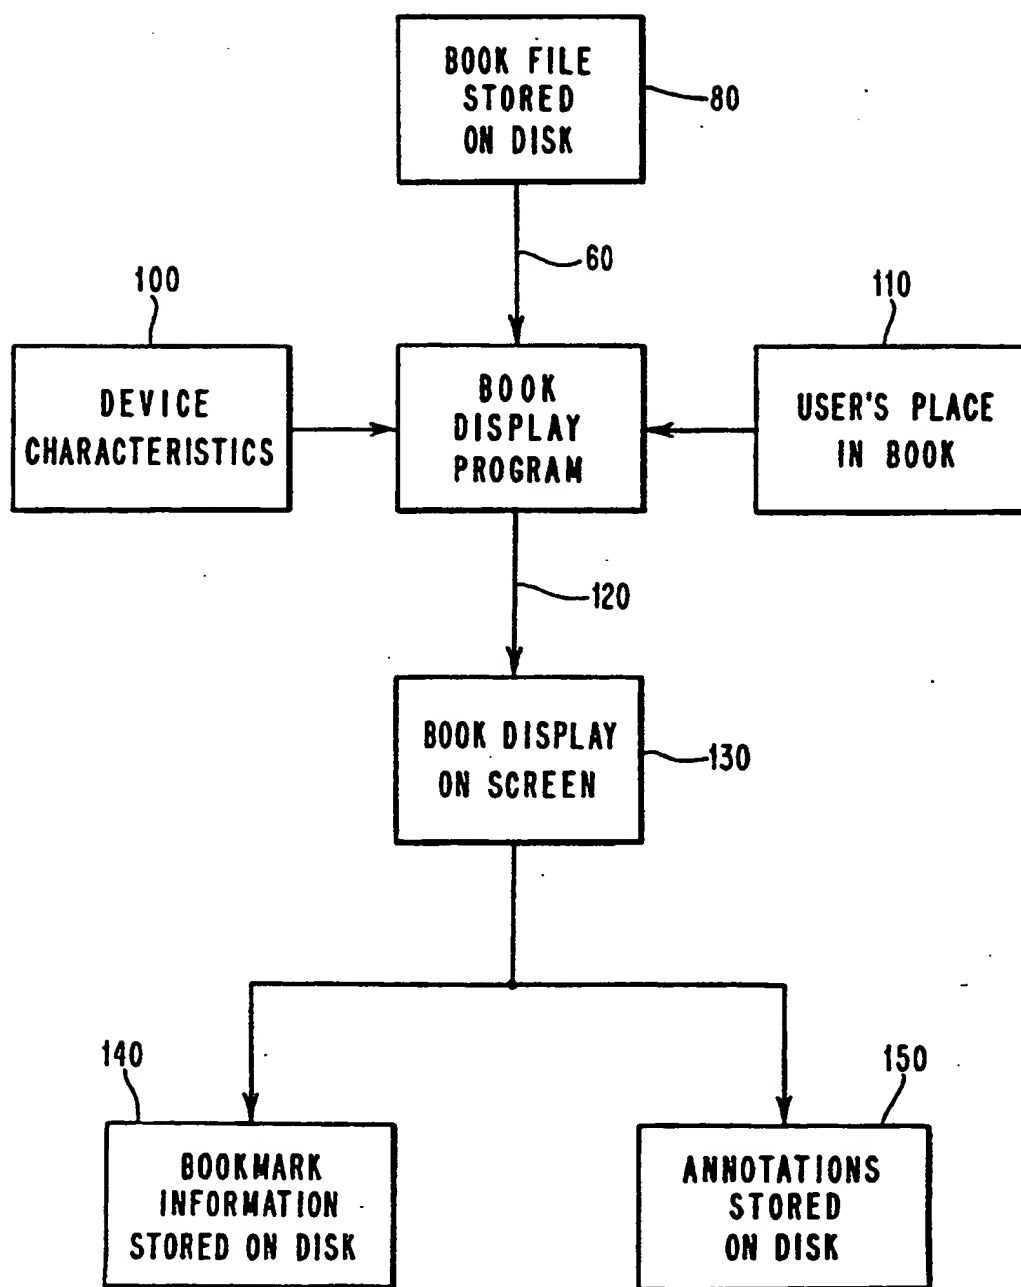 BOOK FILE
STORED
ON DISK
80
60
100
110
DEVICE
CHARACTERISTICS
BOOK
DISPLAY
PROGRAM
USER'S PLACE
IN BOOK
120
BOOK DISPLAY
ON SCREEN
130
140
150
BOOKMARK
INFORMATION
STORED ON DISK
ANNOTATIONS
STORED
ON DISK